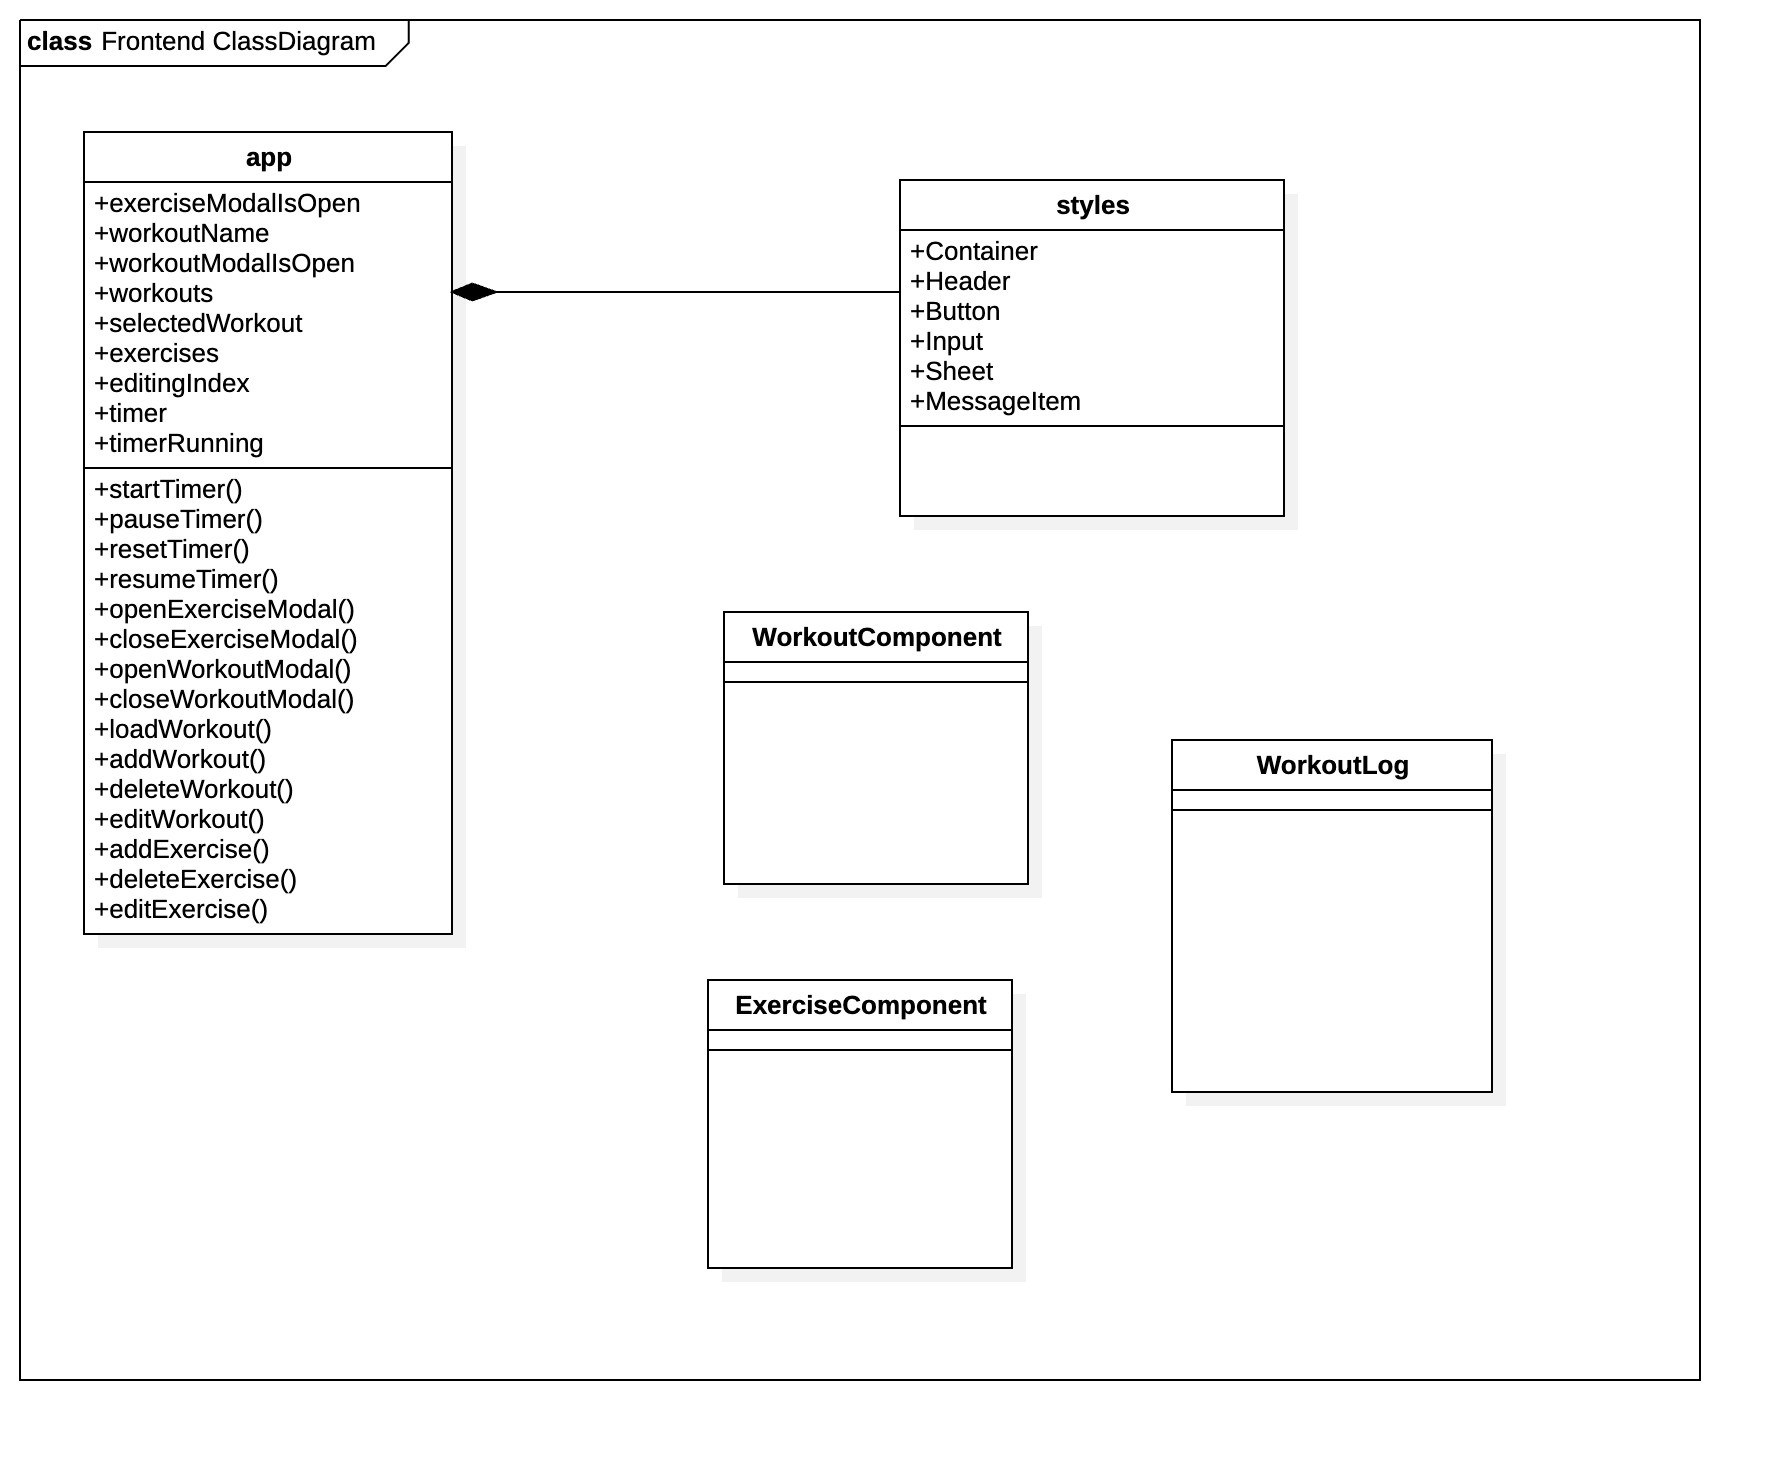 class Frontend ClassDiagram
app
+exerciseModalIsOpen
+workoutName
+workoutModalIsOpen
+workouts
+selectedWorkout
+exercises
+editingIndex
+timer
+timerRunning
+startTimer()
+pauseTimer()
+resetTimer()
+resumeTimer()
+openExerciseModal()
+closeExerciseModal()
+openWorkoutModal()
+closeWorkoutModal()
+loadWorkout()
+addWorkout()
+deleteWorkout()
+editWorkout()
+addExercise()
+deleteExercise()
+editExercise()
styles
+Container
+Header
+Button
+Input
+Sheet
+MessageItem
WorkoutComponent
WorkoutLog
ExerciseComponent